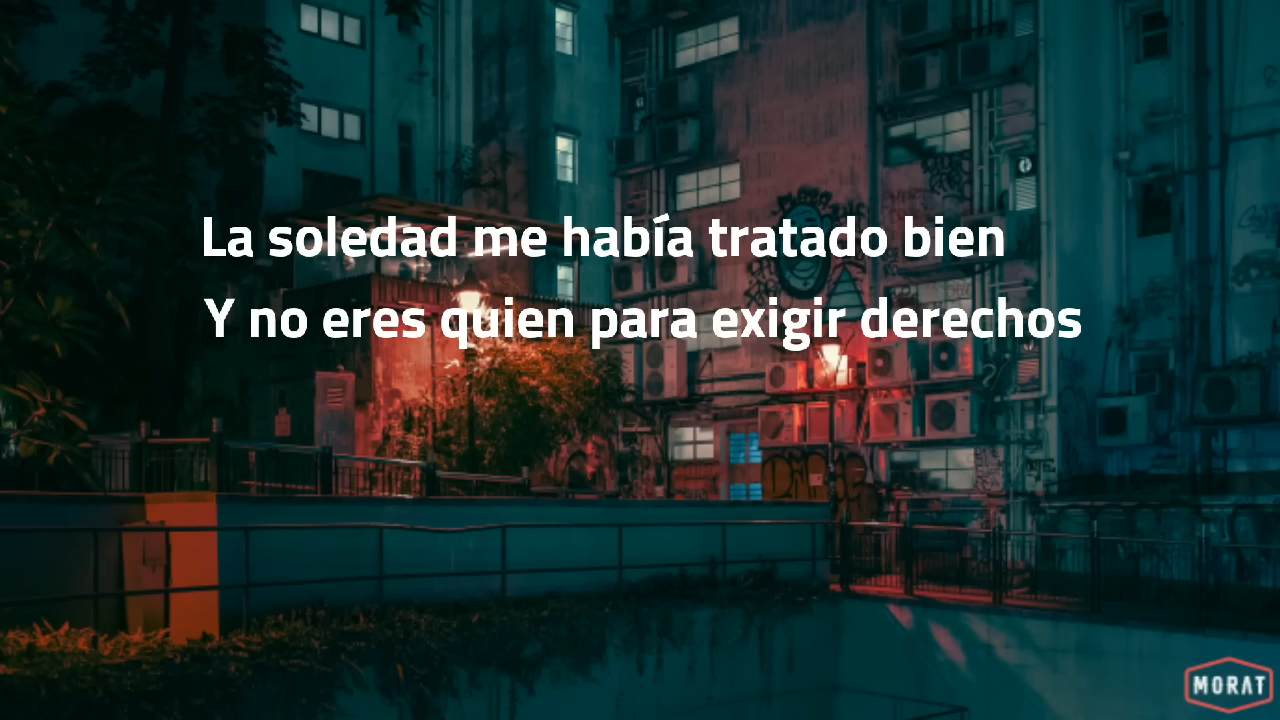 La soledad me había tratado bien
Y no eres quien para exigir derechos
MORAT